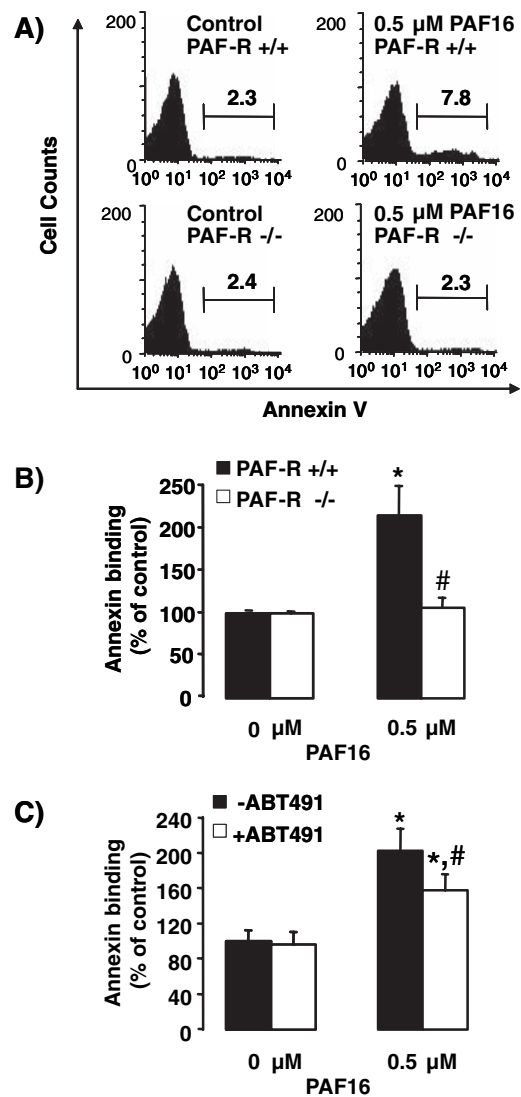 A)
Cell Counts
200
Control
PAF-R +/+
2.3
0
10⁰ 10¹ 10² 10³ 10⁴
200
0.5 µM PAF16
PAF-R +/+
7.8
0
10⁰ 10¹ 10² 10³ 10⁴
200
Control
PAF-R -/-
2.4
0
10⁰ 10¹ 10² 10³ 10⁴
200
0.5 µM PAF16
PAF-R -/-
2.3
0
10⁰ 10¹ 10² 10³ 10⁴
Annexin V
B)
PAF-R +/+
PAF-R -/-
Annexin binding
(% of control)
250
200
150
100
50
0
*
#
0 µM
0.5 µM
PAF16
C)
-ABT491
+ABT491
Annexin binding
(% of control)
240
200
160
120
80
40
0
*
*,#
0 µM
0.5 µM
PAF16